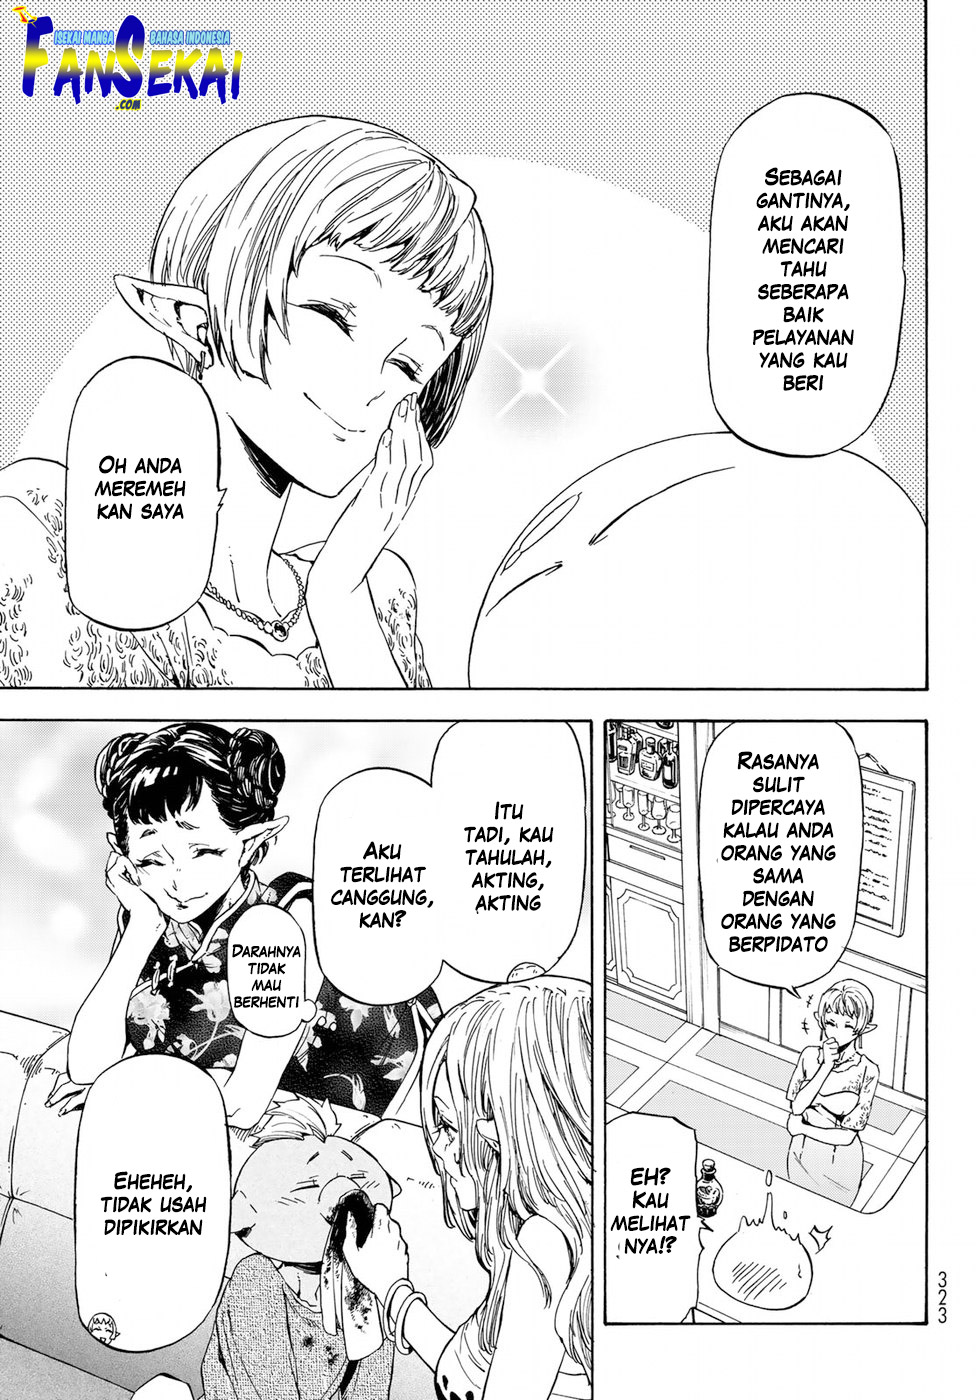 ISEKAI MANGA BAHASA INDONESIA
FANSEKAI
.COM
SEBAGAI
GANTINYA,
AKU AKAN
MENCARI
TAHU
SEBERAPA
BAIK
PELAYANAN
YANG KAU
BERI
OH ANDA
MEREMEH
KAN SAYA
RASANYA
SULIT
DIPERCAYA
KALAU ANDA
ORANG YANG
SAMA
DENGAN
ORANG YANG
BERPIDATO
EH?
KAU
MELIHAT
NYA!?
ITU
TADI, KAU
TAHULAH,
AKTING,
AKTING
AKU
TERLIHAT
CANGGUNG,
KAN?
DARAHNYA
TIDAK
MAU
BERHENTI
EHEHEH,
TIDAK USAH
DIPIKIRKAN
323